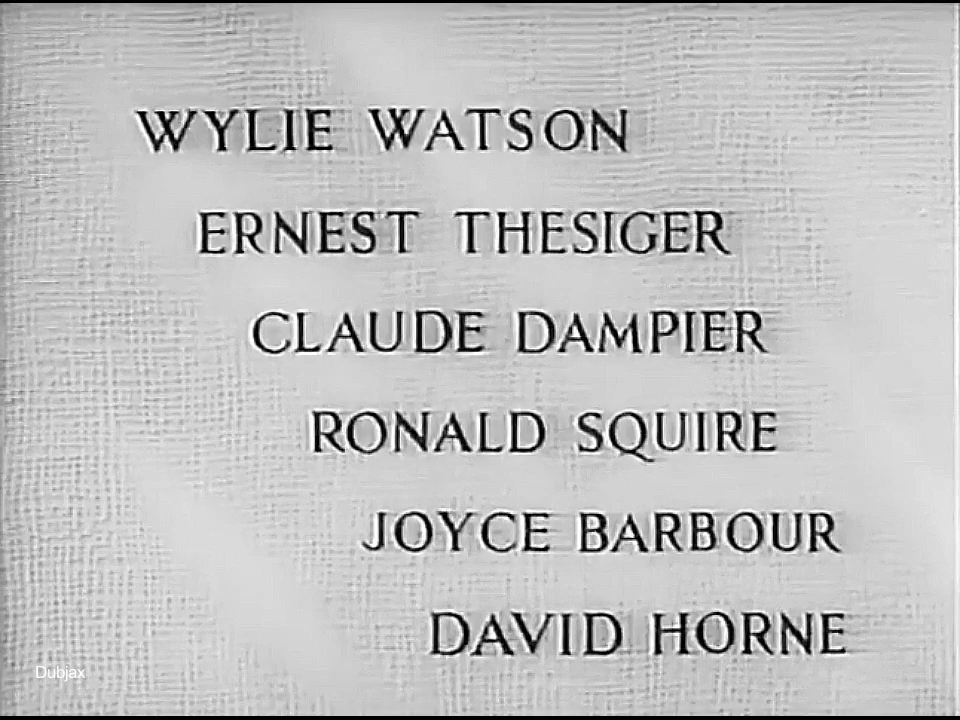 WYLIE WATSON
ERNEST THESIGER
CLAUDE DAMPIER
RONALD SQUIRE
JOYCE BARBOUR
DAVID HORNE
Dubjax